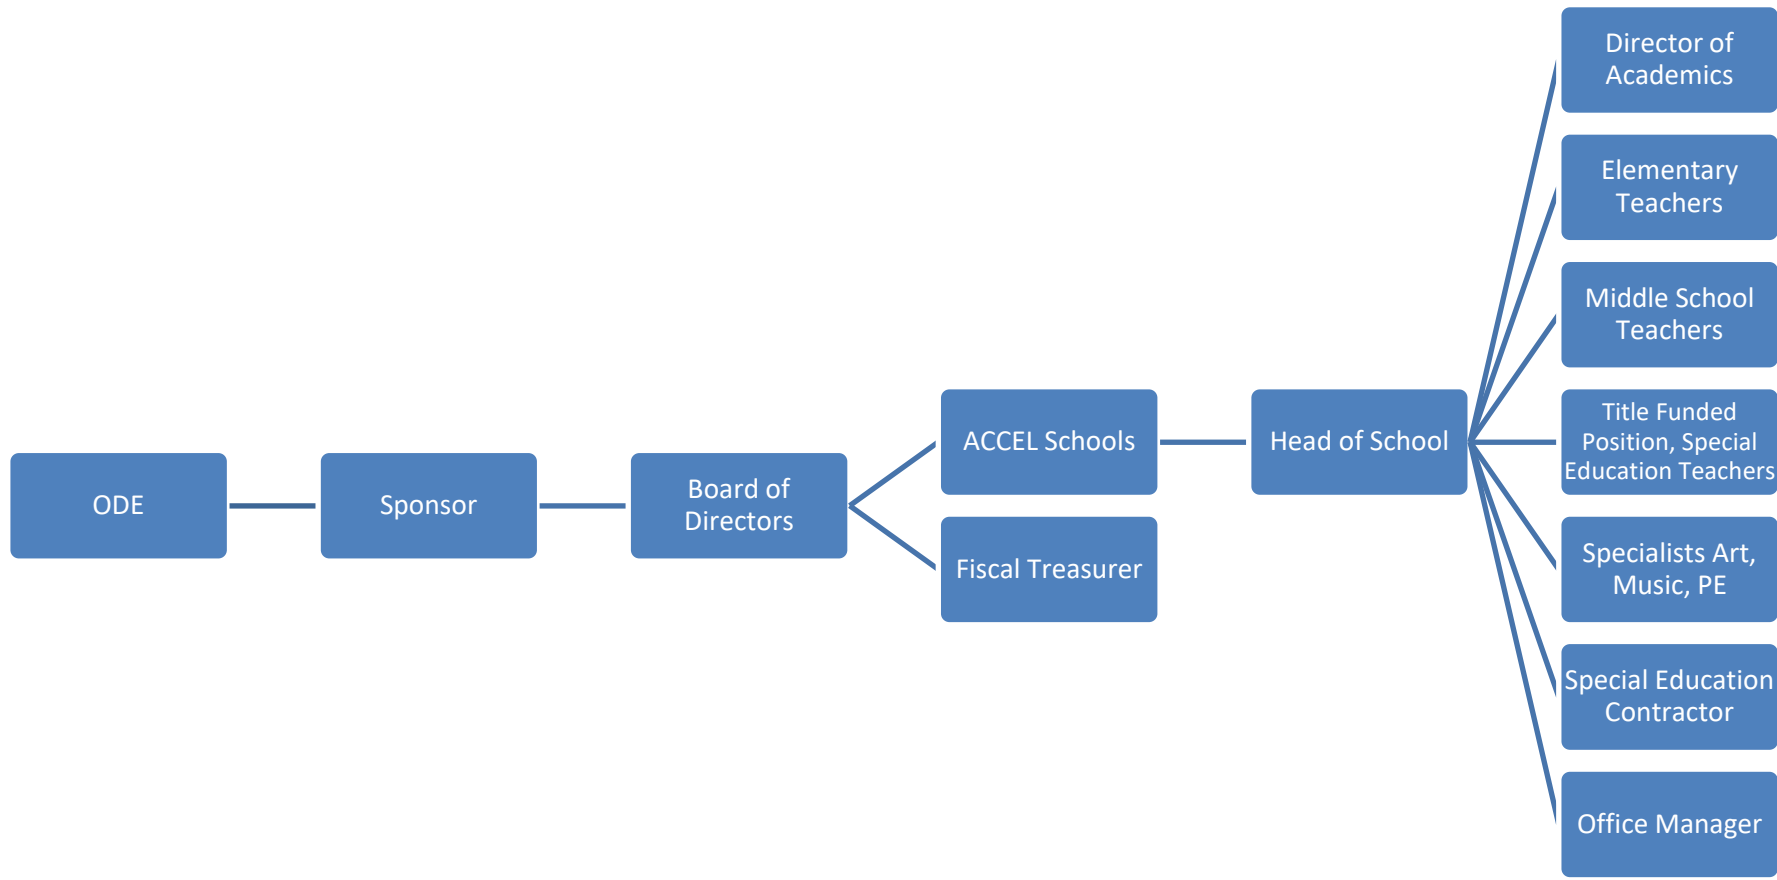 ODE
Sponsor
Board of
Directors
ACCEL Schools
Fiscal Treasurer
Head of School
Director of
Academics
Elementary
Teachers
Middle School
Teachers
Title Funded
Position, Special
Education Teachers
Specialists Art,
Music, PE
Special Education
Contractor
Office Manager